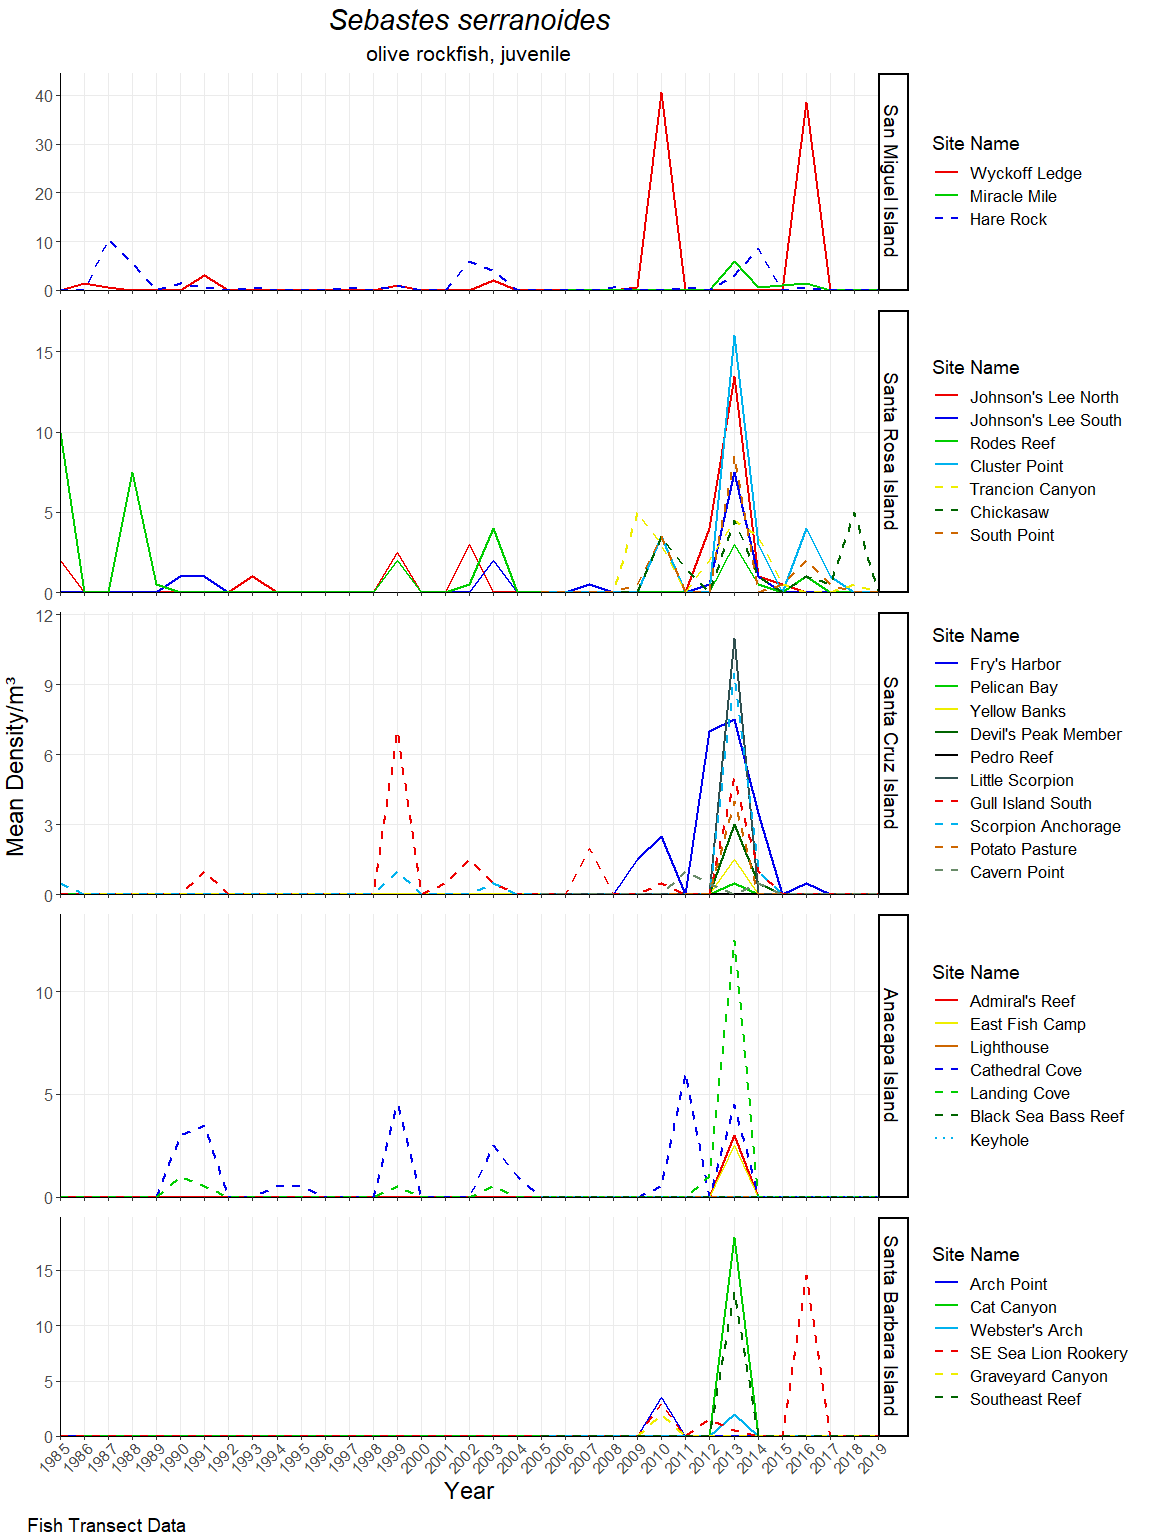 Sebastes serranoides
olive rockfish, juvenile
Mean Density/m³
40
30
20
10
0
San Miguel Island
Site Name
Wyckoff Ledge
Miracle Mile
Hare Rock
15
10
5
0
Santa Rosa Island
Site Name
Johnson's Lee North
Johnson's Lee South
Rodes Reef
Cluster Point
Trancion Canyon
Chickasaw
South Point
12
9
6
3
0
Santa Cruz Island
Site Name
Fry's Harbor
Pelican Bay
Yellow Banks
Devil's Peak Member
Pedro Reef
Little Scorpion
Gull Island South
Scorpion Anchorage
Potato Pasture
Cavern Point
10
5
0
Anacapa Island
Site Name
Admiral's Reef
East Fish Camp
Lighthouse
Cathedral Cove
Landing Cove
Black Sea Bass Reef
Keyhole
15
10
5
0
Santa Barbara Island
Site Name
Arch Point
Cat Canyon
Webster's Arch
SE Sea Lion Rookery
Graveyard Canyon
Southeast Reef
1985 1986 1987 1988 1989 1990 1991 1992 1993 1994 1995 1996 1997 1998 1999 2000 2001 2002 2003 2004 2005 2006 2007 2008 2009 2010 2011 2012 2013 2014 2015 2016 2017 2018 2019
Year
Fish Transect Data